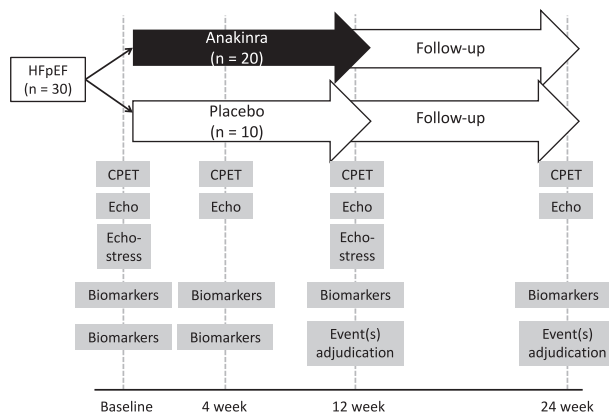 Anakinra
(n = 20)
Follow-up
HFpEF
(n = 30)
Placebo
(n = 10)
Follow-up
CPET
CPET
CPET
CPET
Echo
Echo
Echo
Echo
Echo-
stress
Echo-
stress
Biomarkers
Biomarkers
Biomarkers
Biomarkers
Biomarkers
Biomarkers
Event(s)
adjudication
Event(s)
adjudication
Baseline
4 week
12 week
24 week